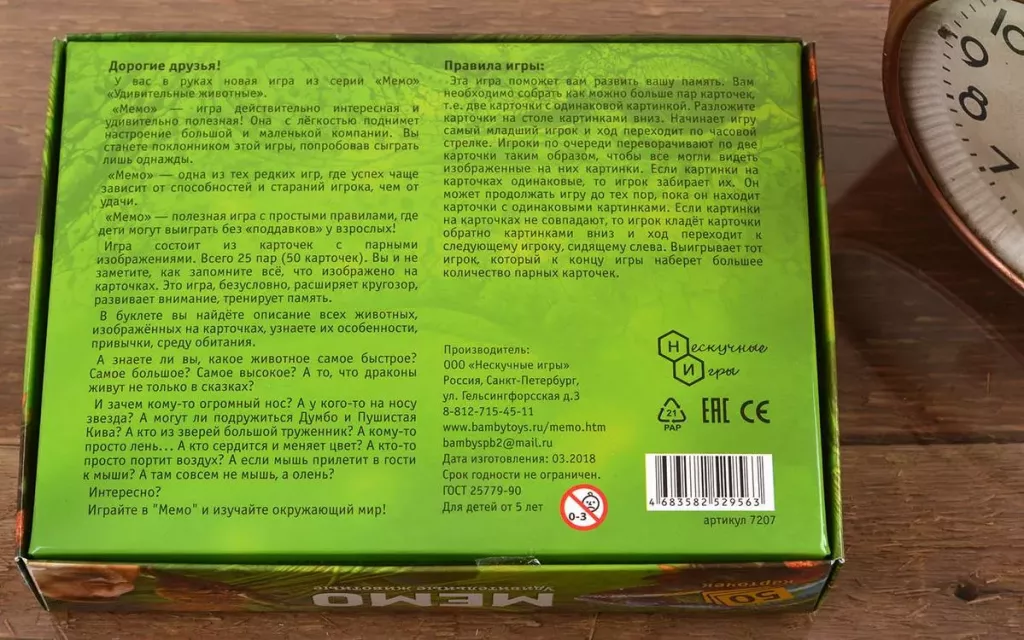 Дорогие друзья!
У вас в руках новая игра из серии «Мемо»
«Удивительные животные».
«Мемо» — игра действительно интересная и
удивительно полезная! Она с лёгкостью поднимет
настроение большой и маленькой компании. Вы
станете поклонником этой игры, попробовав сыграть
лишь однажды.
«Мемо» — одна из тех редких игр, где успех чаще
зависит от способностей и стараний игрока, чем от
удачи.
«Мемо» — полезная игра с простыми правилами, где
дети могут выиграть без «поддавков» у взрослых!
Игра состоит из карточек с парными
изображениями. Всего 25 пар (50 карточек). Вы и не
заметите, как запомните всё, что изображено на
карточках. Это игра, безусловно, расширяет кругозор,
развивает внимание, тренирует память.
В буклете вы найдёте описание всех животных,
изображённых на карточках, узнаете их особенности,
привычки, среду обитания.
А знаете ли вы, какое животное самое быстрое?
Самое большое? Самое высокое? А то, что драконы
живут не только в сказках?
И зачем кому-то огромный нос? А у кого-то на носу
звезда? А могут ли подружиться Думбо и Пушистая
Кива? А кто из зверей большой труженник? А кому-то
просто лень... А кто сердится и меняет цвет? А кто-то
просто портит воздух? А если мышь прилетит в гости
к мыши? А там совсем не мышь, а олень?
Интересно?
Играйте в "Мемо" и изучайте окружающий мир!
Правила игры:
Эта игра поможет вам развить вашу память. Вам
необходимо собрать как можно больше пар карточек,
т.е. две карточки с одинаковой картинкой. Разложите
карточки на столе картинками вниз. Начинает игру
самый младший игрок и ход переходит по часовой
стрелке. Игроки по очереди переворачивают по две
карточки таким образом, чтобы все могли видеть
изображенные на них картинки. Если картинки на
карточках одинаковые, то игрок забирает их. Он
может продолжать игру до тех пор, пока он находит
карточки с одинаковыми картинками. Если картинки
на карточках не совпадают, то игрок кладёт карточки
обратно картинками вниз и ход переходит к
следующему игроку, сидящему слева. Выигрывает тот
игрок, который к концу игры наберет большее
количество парных карточек.
Производитель:
ООО «Нескучные игры»
Россия, Санкт-Петербург,
ул. Гельсингфорсская д.3
8-812-715-45-11
www.bambytoys.ru/memo.htm
bambyspb2@mail.ru
Дата изготовления: 03.2018
Срок годности не ограничен.
ГОСТ 25779-90
Для детей от 5 лет
0-3
Нескучные
Игры
21
PAP
EAC CE
4 683582 529563
артикул 7207
МЕМО
удивительные животные
50
карточек
10
9
8
7